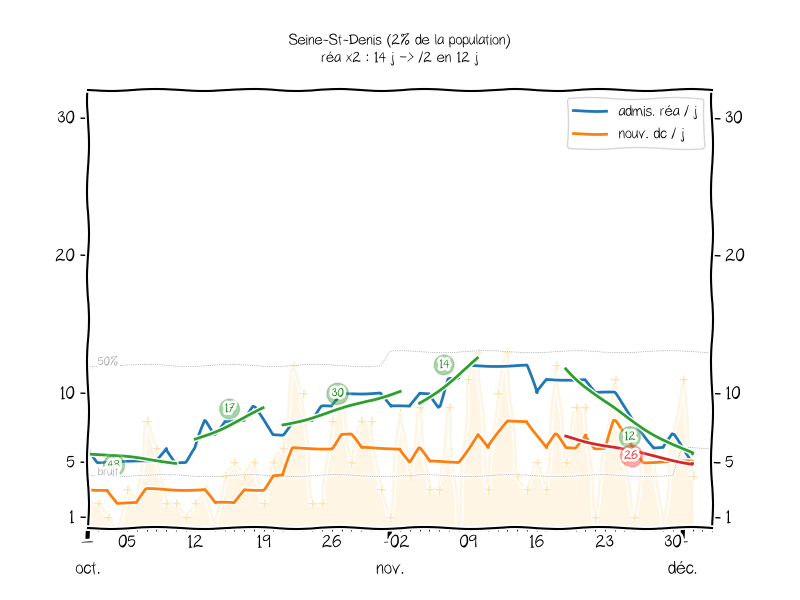 Seine-St-Denis (2% de la population)
réa x2 : 14 j -> /2 en 12 j
admis. réa / j
nouv. dc / j
30 30
20 20
50%
14
10 30 10
17
12
5 43 26 5
bruit
1 1
05 12 19 26 02 09 16 23 30
oct. nov. déc.